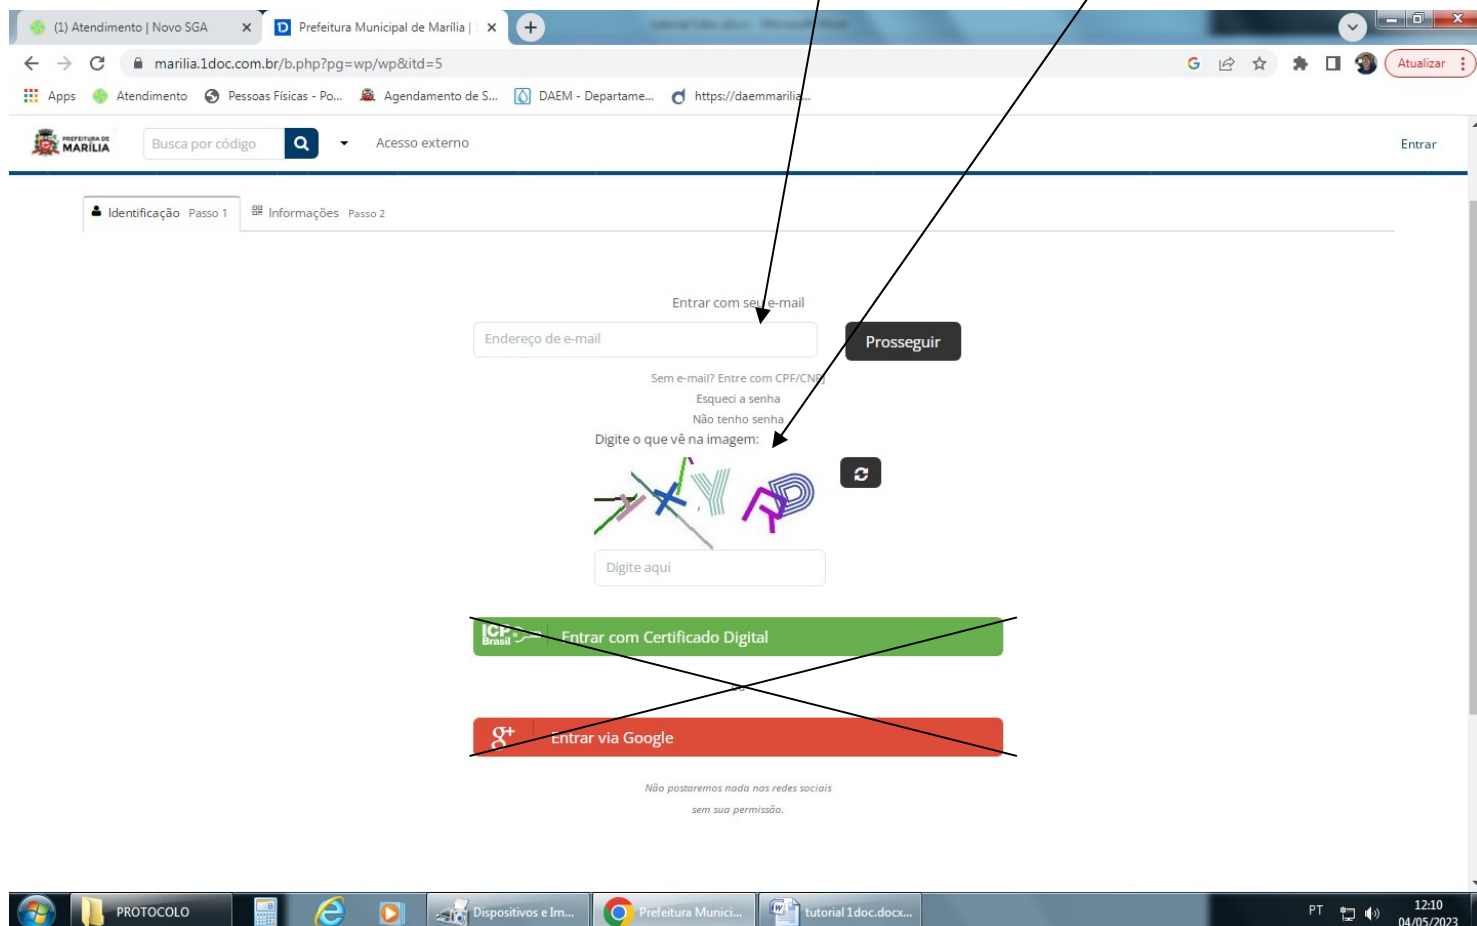 (1) Atendimento | Novo SGA
Prefeitura Municipal de Marília |
marilia.1doc.com.br/b.php?pg=wp/wp&itd=5
Atualizar
Apps
Atendimento
Pessoas Físicas - Po...
Agendamento de S...
DAEM - Departame...
https://daemmarilia...
PREFEITURA DE
MARÍLIA
Busca por código
Acesso externo
Entrar
Identificação Passo 1
Informações Passo 2
Entrar com seu e-mail
Endereço de e-mail
Prosseguir
Sem e-mail? Entre com CPF/CNPJ
Esqueci a senha
Não tenho senha
Digite o que vê na imagem:
Digite aqui
ICP
Brasil
Entrar com Certificado Digital
g+
Entrar via Google
Não postaremos nada nas redes sociais
sem sua permissão.
PROTOCOLO
Dispositivos e Im...
Prefeitura Munici...
tutorial 1doc.docx...
PT
12:10
04/05/2023